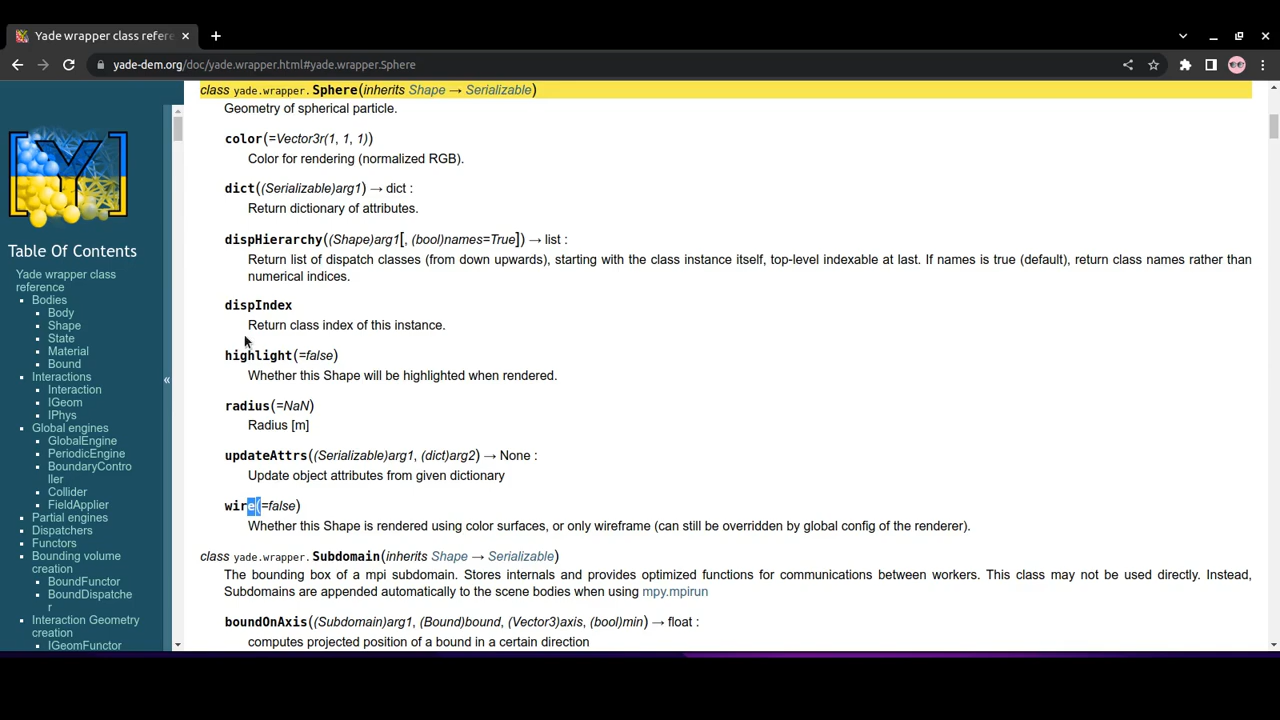 Yade wrapper class refere
yade-dem.org/doc/yade.wrapper.html#yade.wrapper.Sphere
Table Of Contents
Yade wrapper class
reference
Bodies
Body
Shape
State
Material
Bound
Interactions
Interaction
IGeom
IPhys
Global engines
GlobalEngine
PeriodicEngine
BoundaryContro
ller
Collider
FieldApplier
Partial engines
Dispatchers
Functors
Bounding volume
creation
BoundFunctor
BoundDispatche
r
Interaction Geometry
creation
IGeomFunctor
«
class yade.wrapper.Sphere(inherits Shape → Serializable)
Geometry of spherical particle.
color(=Vector3r(1, 1, 1))
Color for rendering (normalized RGB).
dict((Serializable)arg1) → dict :
Return dictionary of attributes.
dispHierarchy((Shape)arg1[, (bool)names=True]) → list :
Return list of dispatch classes (from down upwards), starting with the class instance itself, top-level indexable at last. If names is true (default), return class names rather than
numerical indices.
dispIndex
Return class index of this instance.
highlight(=false)
Whether this Shape will be highlighted when rendered.
radius(=NaN)
Radius [m]
updateAttrs((Serializable)arg1, (dict)arg2) → None :
Update object attributes from given dictionary
wire(=false)
Whether this Shape is rendered using color surfaces, or only wireframe (can still be overridden by global config of the renderer).
class yade.wrapper.Subdomain(inherits Shape → Serializable)
The bounding box of a mpi subdomain. Stores internals and provides optimized functions for communications between workers. This class may not be used directly. Instead,
Subdomains are appended automatically to the scene bodies when using mpy.mpirun
boundOnAxis((Subdomain)arg1, (Bound)bound, (Vector3)axis, (bool)min) → float :
computes projected position of a bound in a certain direction